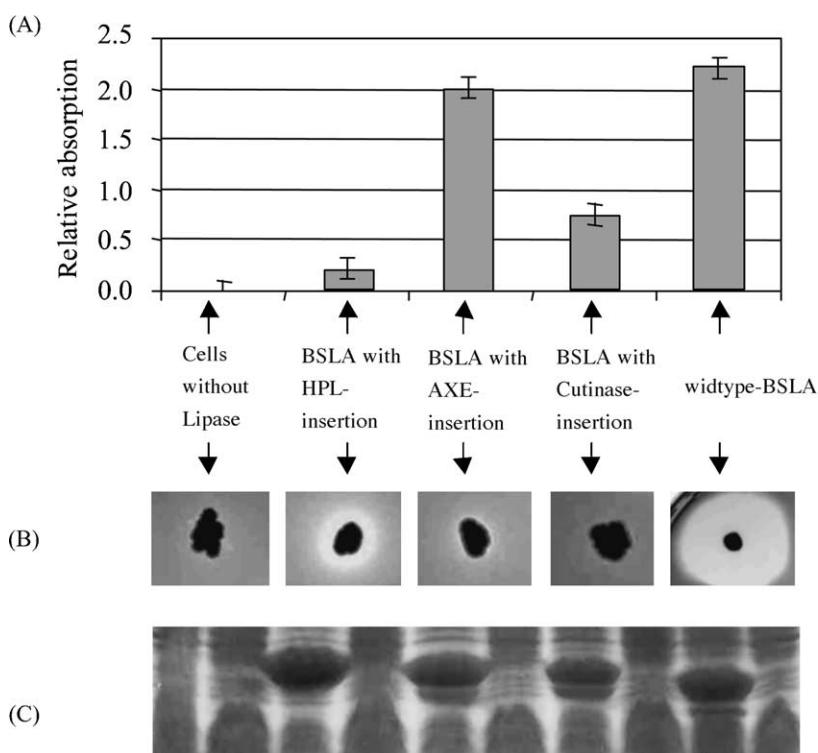 (A)
Relative absorption
2.5
2.0
1.5
1.0
0.5
0.0
Cells
without
Lipase
BSLA with
HPL-
insertion
BSLA with
AXE-
insertion
BSLA with
Cutinase-
insertion
widtype-BSLA
(B)
(C)